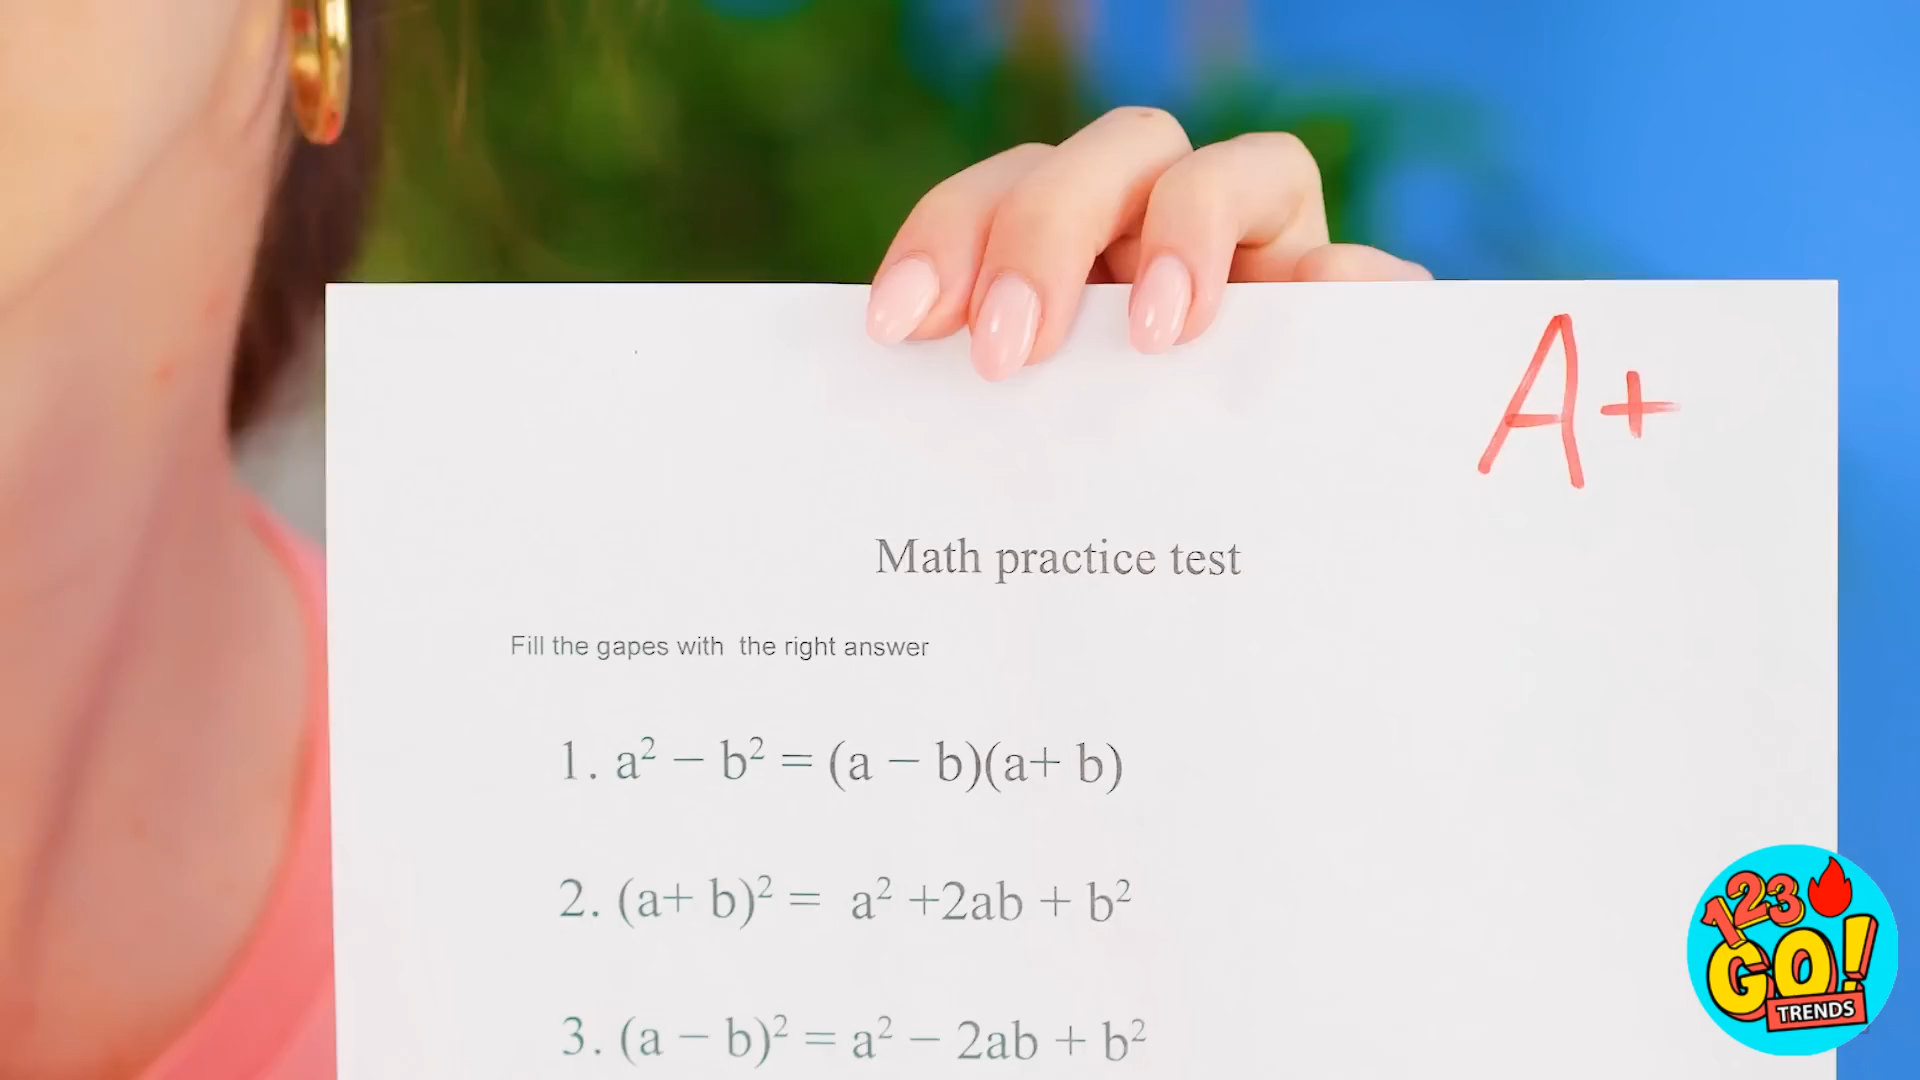 A+
Math practice test
Fill the gapes with the right answer
1. a² − b² = (a − b)(a+ b)
2. (a+ b)² = a² +2ab + b²
3. (a − b)² = a² − 2ab + b²
123
GO!
TRENDS